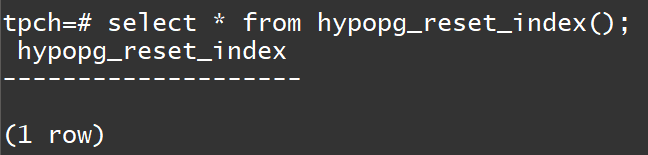 tpch=# select * from hypopg_reset_index();
 hypopg_reset_index
--------------------
(1 row)